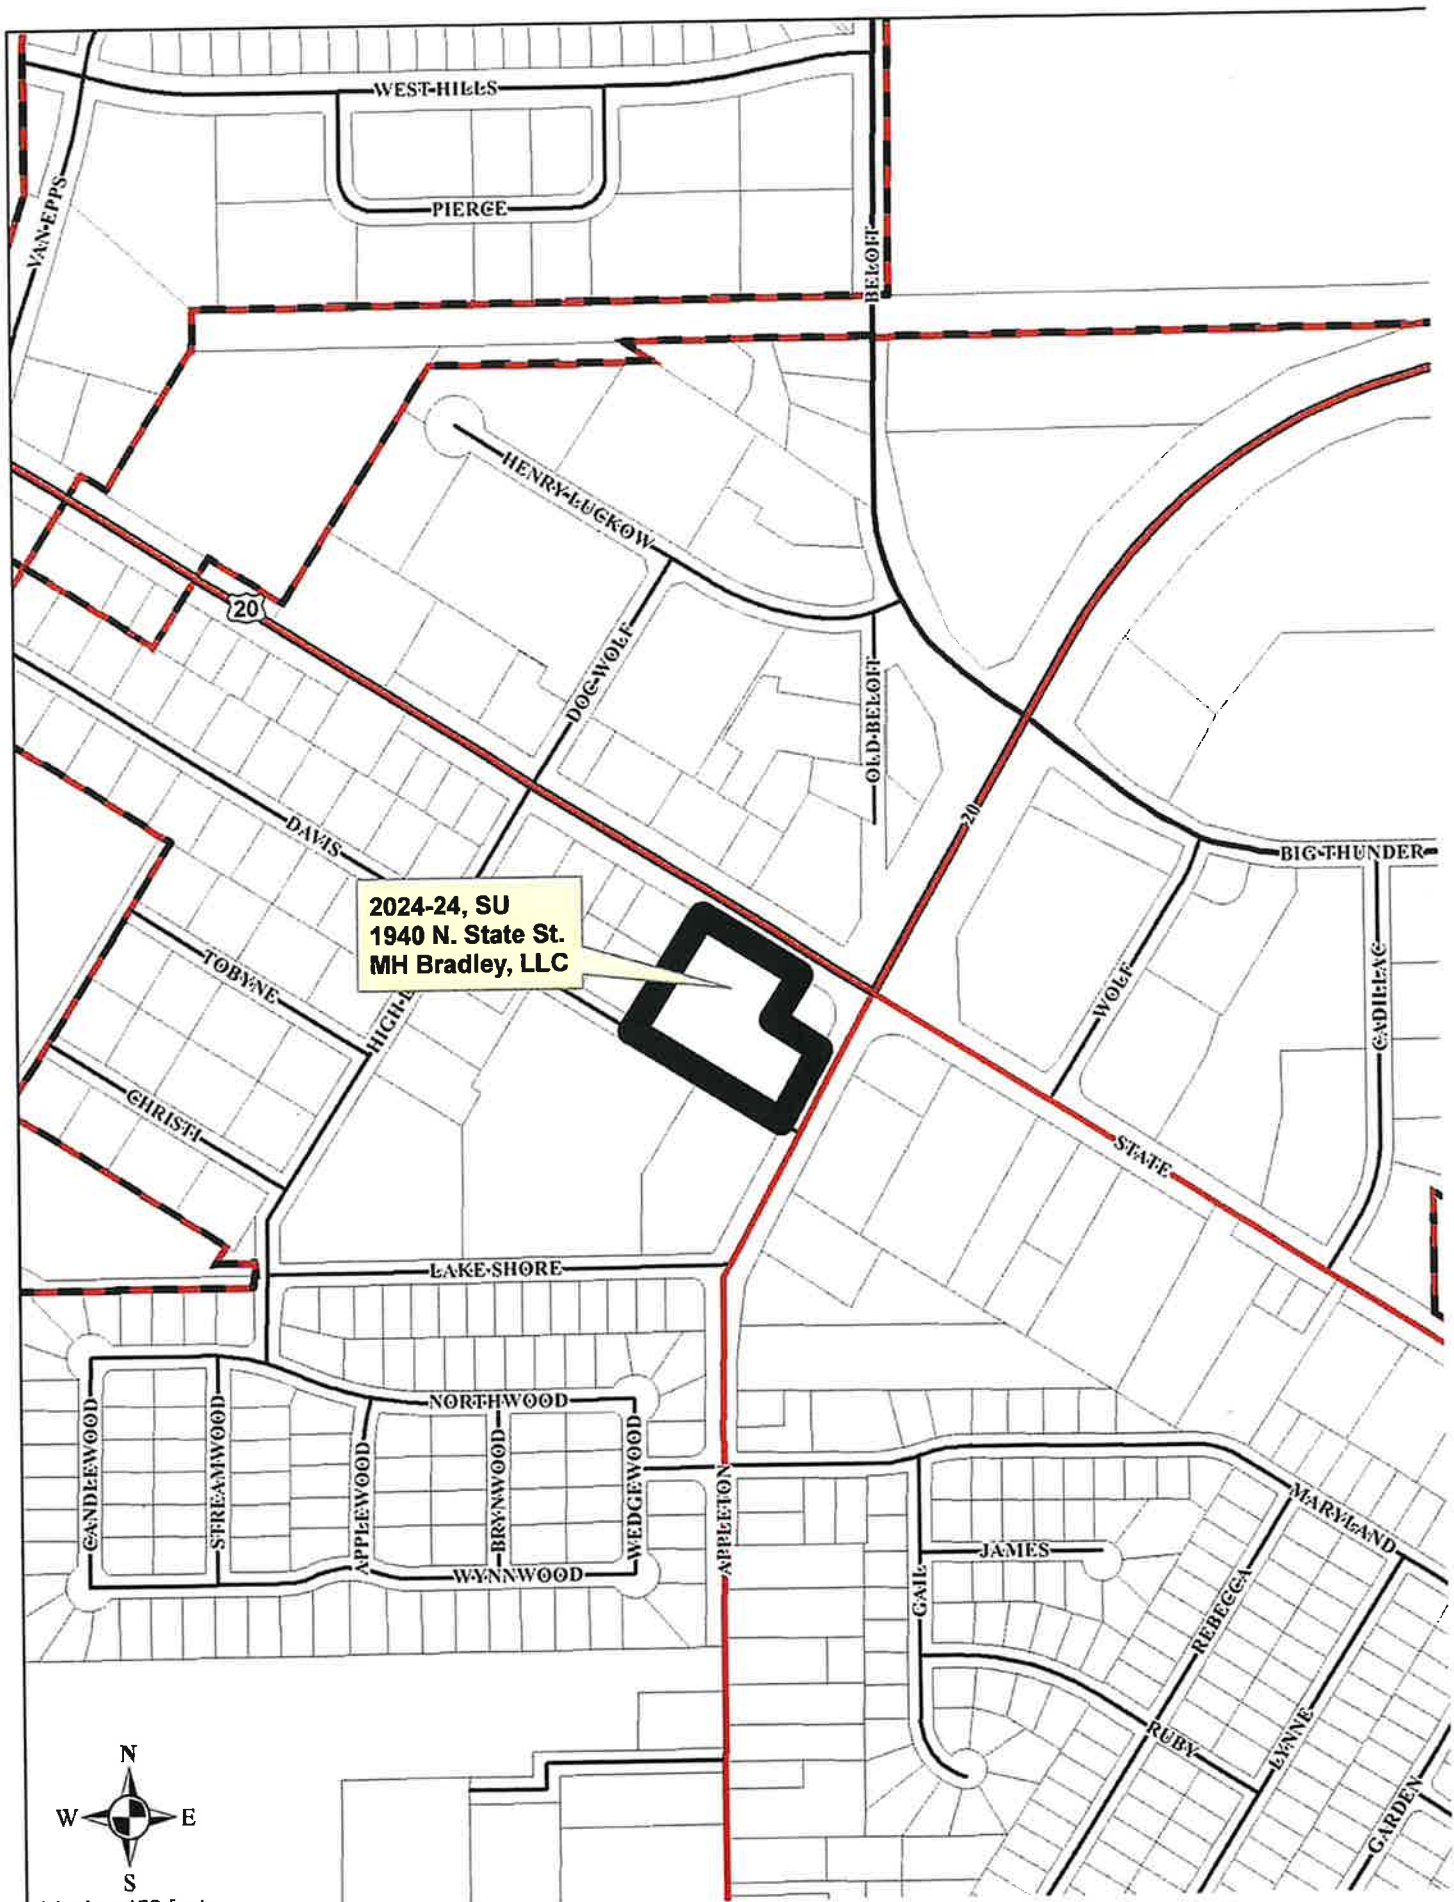 WEST HILLS
VAN EPPS
PIERCE
BELOIT
HENRY LUCKOW
20
DOC WOLF
OLD BELOIT
20
DAVIS
BIG THUNDER
2024-24, SU
1940 N. State St.
MH Bradley, LLC
TOBYNE
WOLF
CADILLAC
CHRISTI
STATE
LAKE SHORE
NORTHWOOD
CANDLEWOOD
STREAMWOOD
APPLEWOOD
BRYNWOOD
WEDGEWOOD
APPLETON
WYNNWOOD
MARYLAND
JAMES
GAIL
REBECCA
RUBY
LYNNE
GARDEN
N
W
E
S